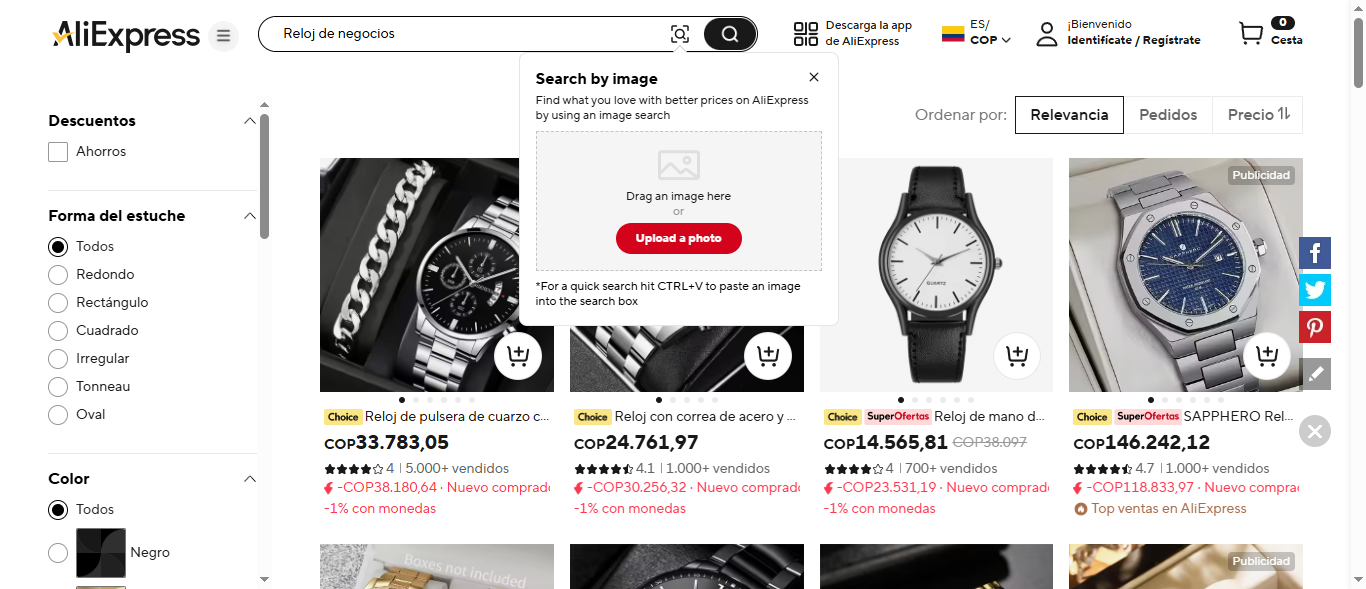 AliExpress
Reloj de negocios
Descarga la app
de AliExpress
ES/
COP
¡Bienvenido
Identifícate / Regístrate
0
Cesta
Search by image
Find what you love with better prices on AliExpress
by using an image search
Drag an image here
or
Upload a photo
*For a quick search hit CTRL+V to paste an image
into the search box
Descuentos
Ahorros
Forma del estuche
Todos
Redondo
Rectángulo
Cuadrado
Irregular
Tonneau
Oval
Color
Todos
Negro
Ordenar por:
Relevancia
Pedidos
Precio
Choice Reloj de pulsera de cuarzo c...
COP33.783,05
4 | 5.000+ vendidos
-COP38.180,64 · Nuevo comprado
-1% con monedas
Choice Reloj con correa de acero y ...
COP24.761,97
4.1 | 1.000+ vendidos
-COP30.256,32 · Nuevo comprado
-1% con monedas
QUARTZ
Choice SuperOfertas Reloj de mano d...
COP14.565,81 COP38.097
4 | 700+ vendidos
-COP23.531,19 · Nuevo comprado
-1% con monedas
Publicidad
SAPPHERO
Choice SuperOfertas SAPPHERO Rel...
COP146.242,12
4.7 | 1.000+ vendidos
-COP118.833,97 · Nuevo compra
Top ventas en AliExpress
Boxes not included
Publicidad